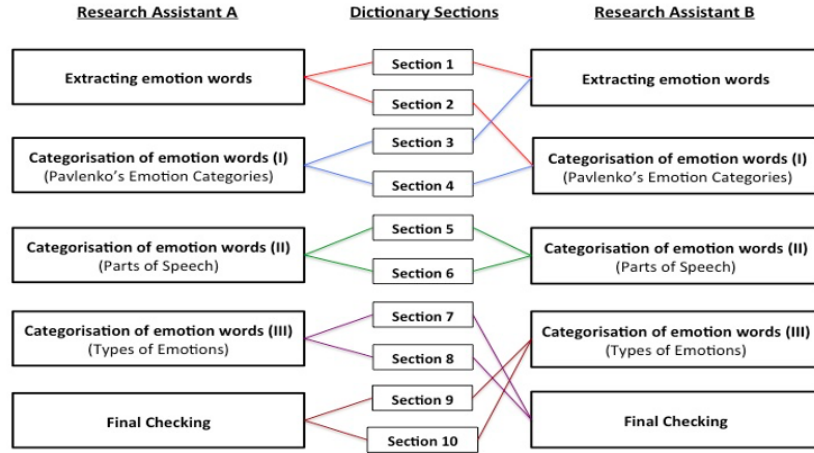 Research Assistant A
Dictionary Sections
Research Assistant B
Extracting emotion words
Section 1
Section 2
Extracting emotion words
Categorisation of emotion words (I)
(Pavlenko's Emotion Categories)
Section 3
Section 4
Categorisation of emotion words (I)
(Pavlenko's Emotion Categories)
Categorisation of emotion words (II)
(Parts of Speech)
Section 5
Section 6
Categorisation of emotion words (II)
(Parts of Speech)
Categorisation of emotion words (III)
(Types of Emotions)
Section 7
Section 8
Categorisation of emotion words (III)
(Types of Emotions)
Final Checking
Section 9
Section 10
Final Checking